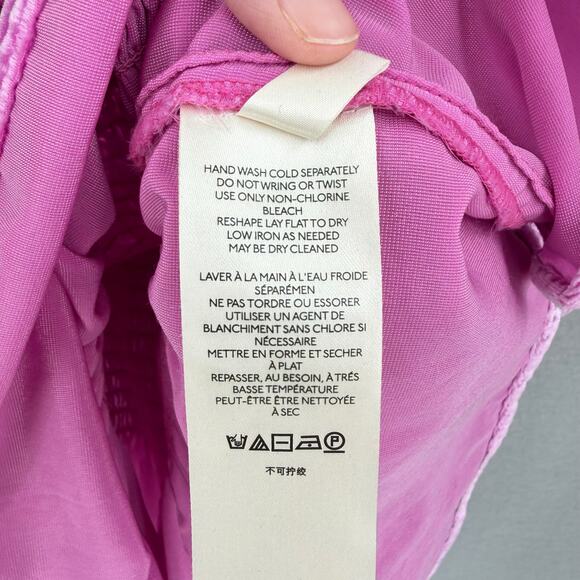 HAND WASH COLD SEPARATELY
DO NOT WRING OR TWIST
USE ONLY NON-CHLORINE
BLEACH
RESHAPE LAY FLAT TO DRY
LOW IRON AS NEEDED
MAY BE DRY CLEANED
LAVER À LA MAIN À L'EAU FROIDE
SÉPARÉMEN
NE PAS TORDRE OU ESSORER
UTILISER UN AGENT DE
BLANCHIMENT SANS CHLORE SI
NÉCESSAIRE
METTRE EN FORME ET SECHER
À PLAT
REPASSER, AU BESOIN, À TRÉS
BASSE TEMPÉRATURE
PEUT-ÊTRE ÊTRE NETTOYÉE
À SEC
P
不可拧绞